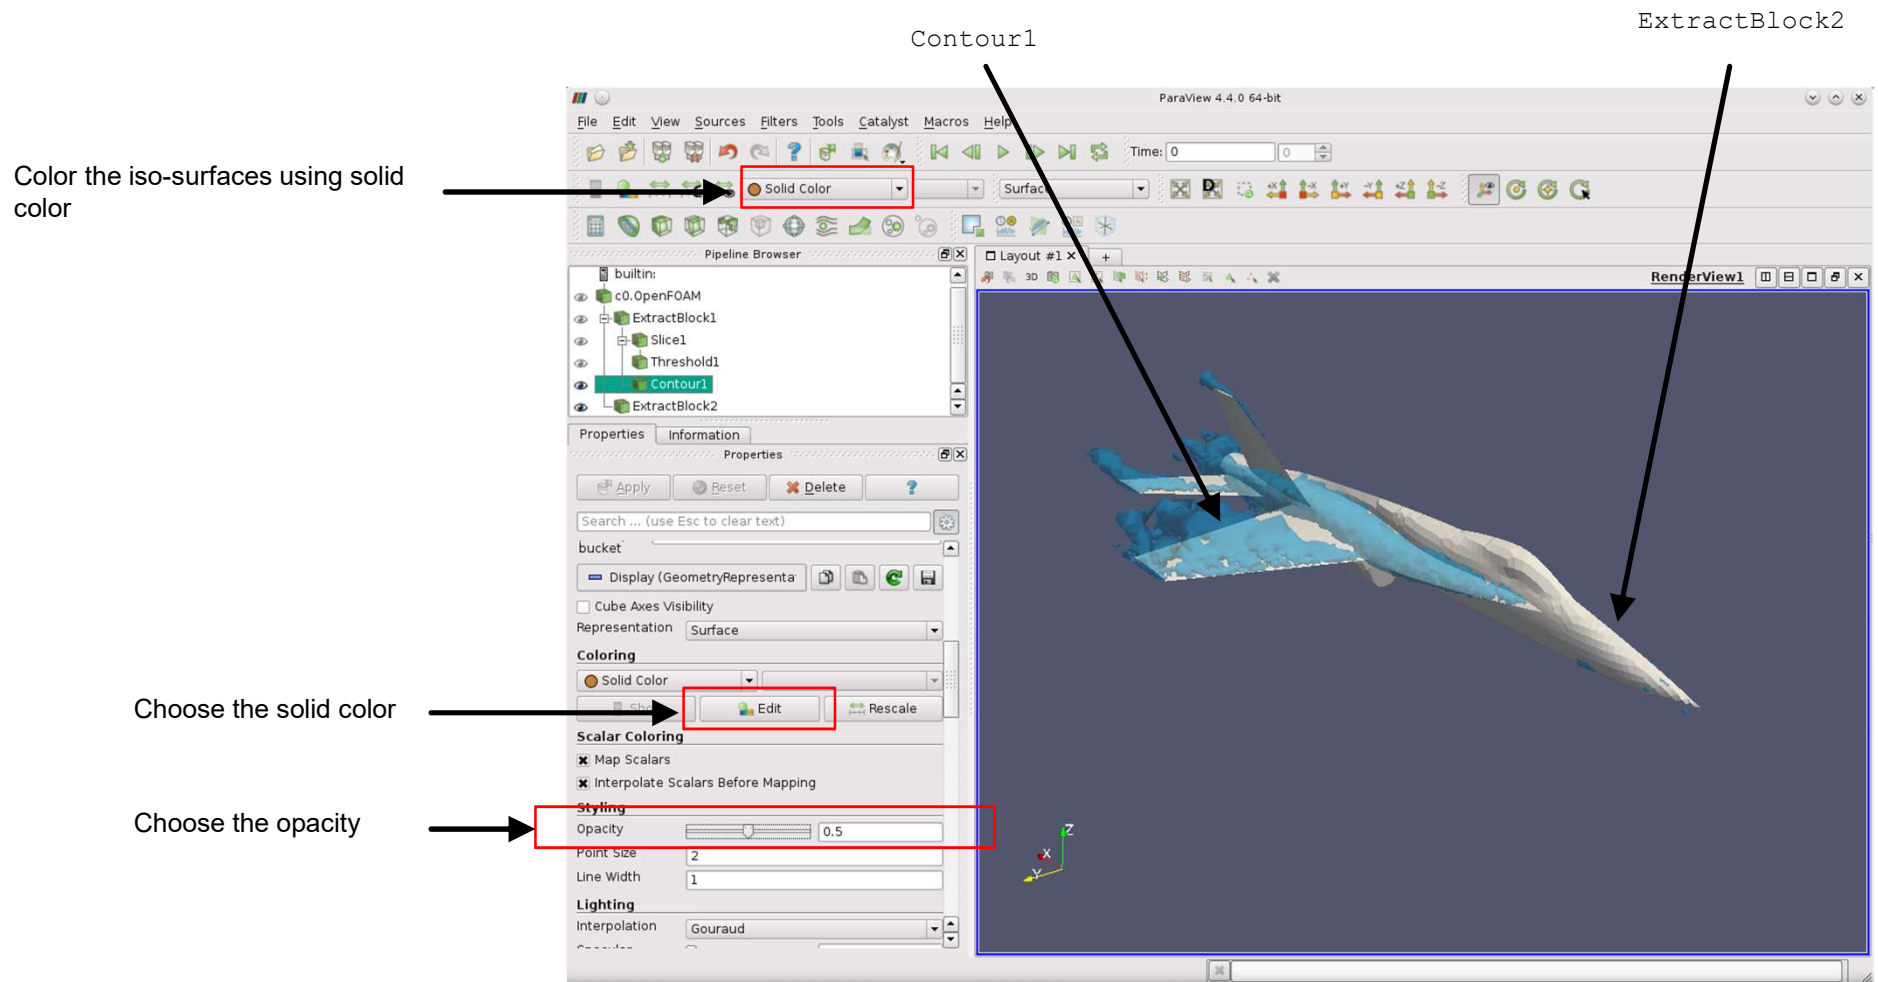 ExtractBlock2
Contour1
ParaView 4.4.0 64-bit
File Edit View Sources Filters Tools Catalyst Macros Help
Color the iso-surfaces using solid
color
Time: 0 0
Solid Color Surface
Pipeline Browser
Layout #1
builtin:
3D
RenderView1
c0.OpenFOAM
ExtractBlock1
Slice1
Threshold1
Contour1
ExtractBlock2
Properties Information
Properties
Apply Reset Delete ?
Search ... (use Esc to clear text)
bucket
Display (GeometryRepresenta
Cube Axes Visibility
Representation Surface
Coloring
Solid Color
Choose the solid color
Edit Rescale
Scalar Coloring
Map Scalars
Interpolate Scalars Before Mapping
Styling
Choose the opacity
Opacity 0.5
Point Size 2
Line Width 1
Lighting
Interpolation Gouraud
Z
X
Y